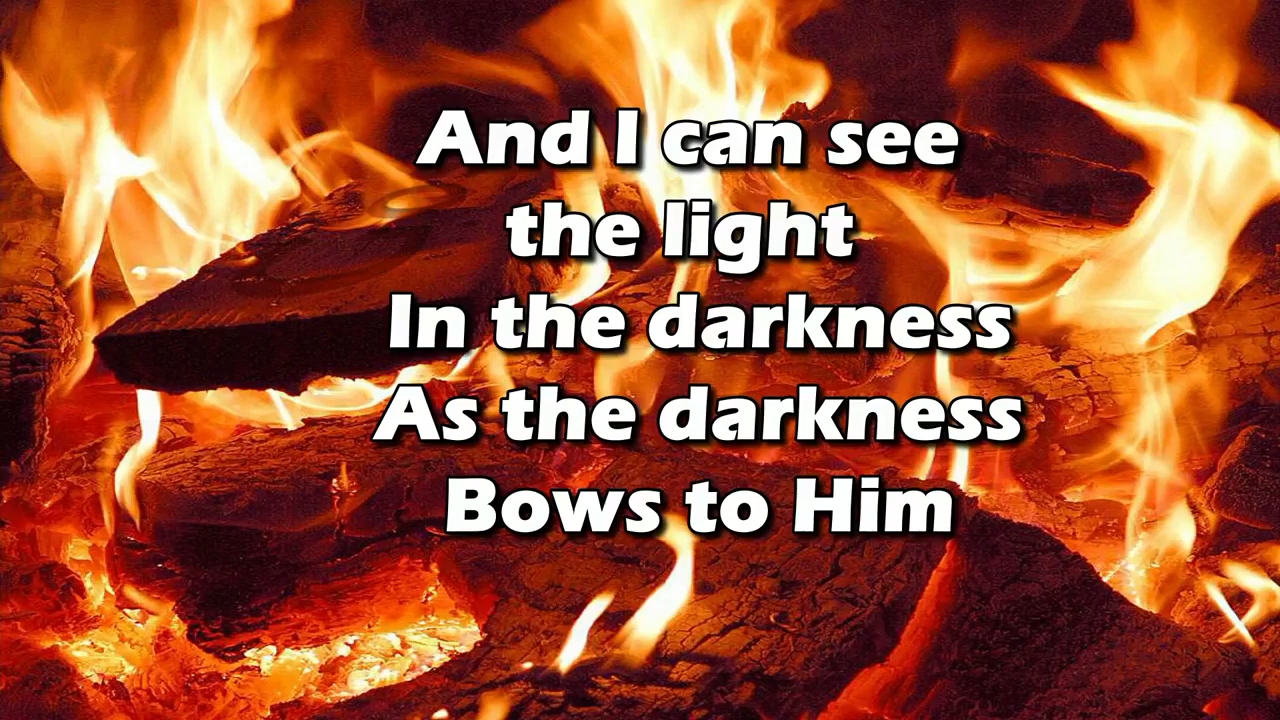 And I can see
the light
In the darkness
As the darkness
Bows to Him